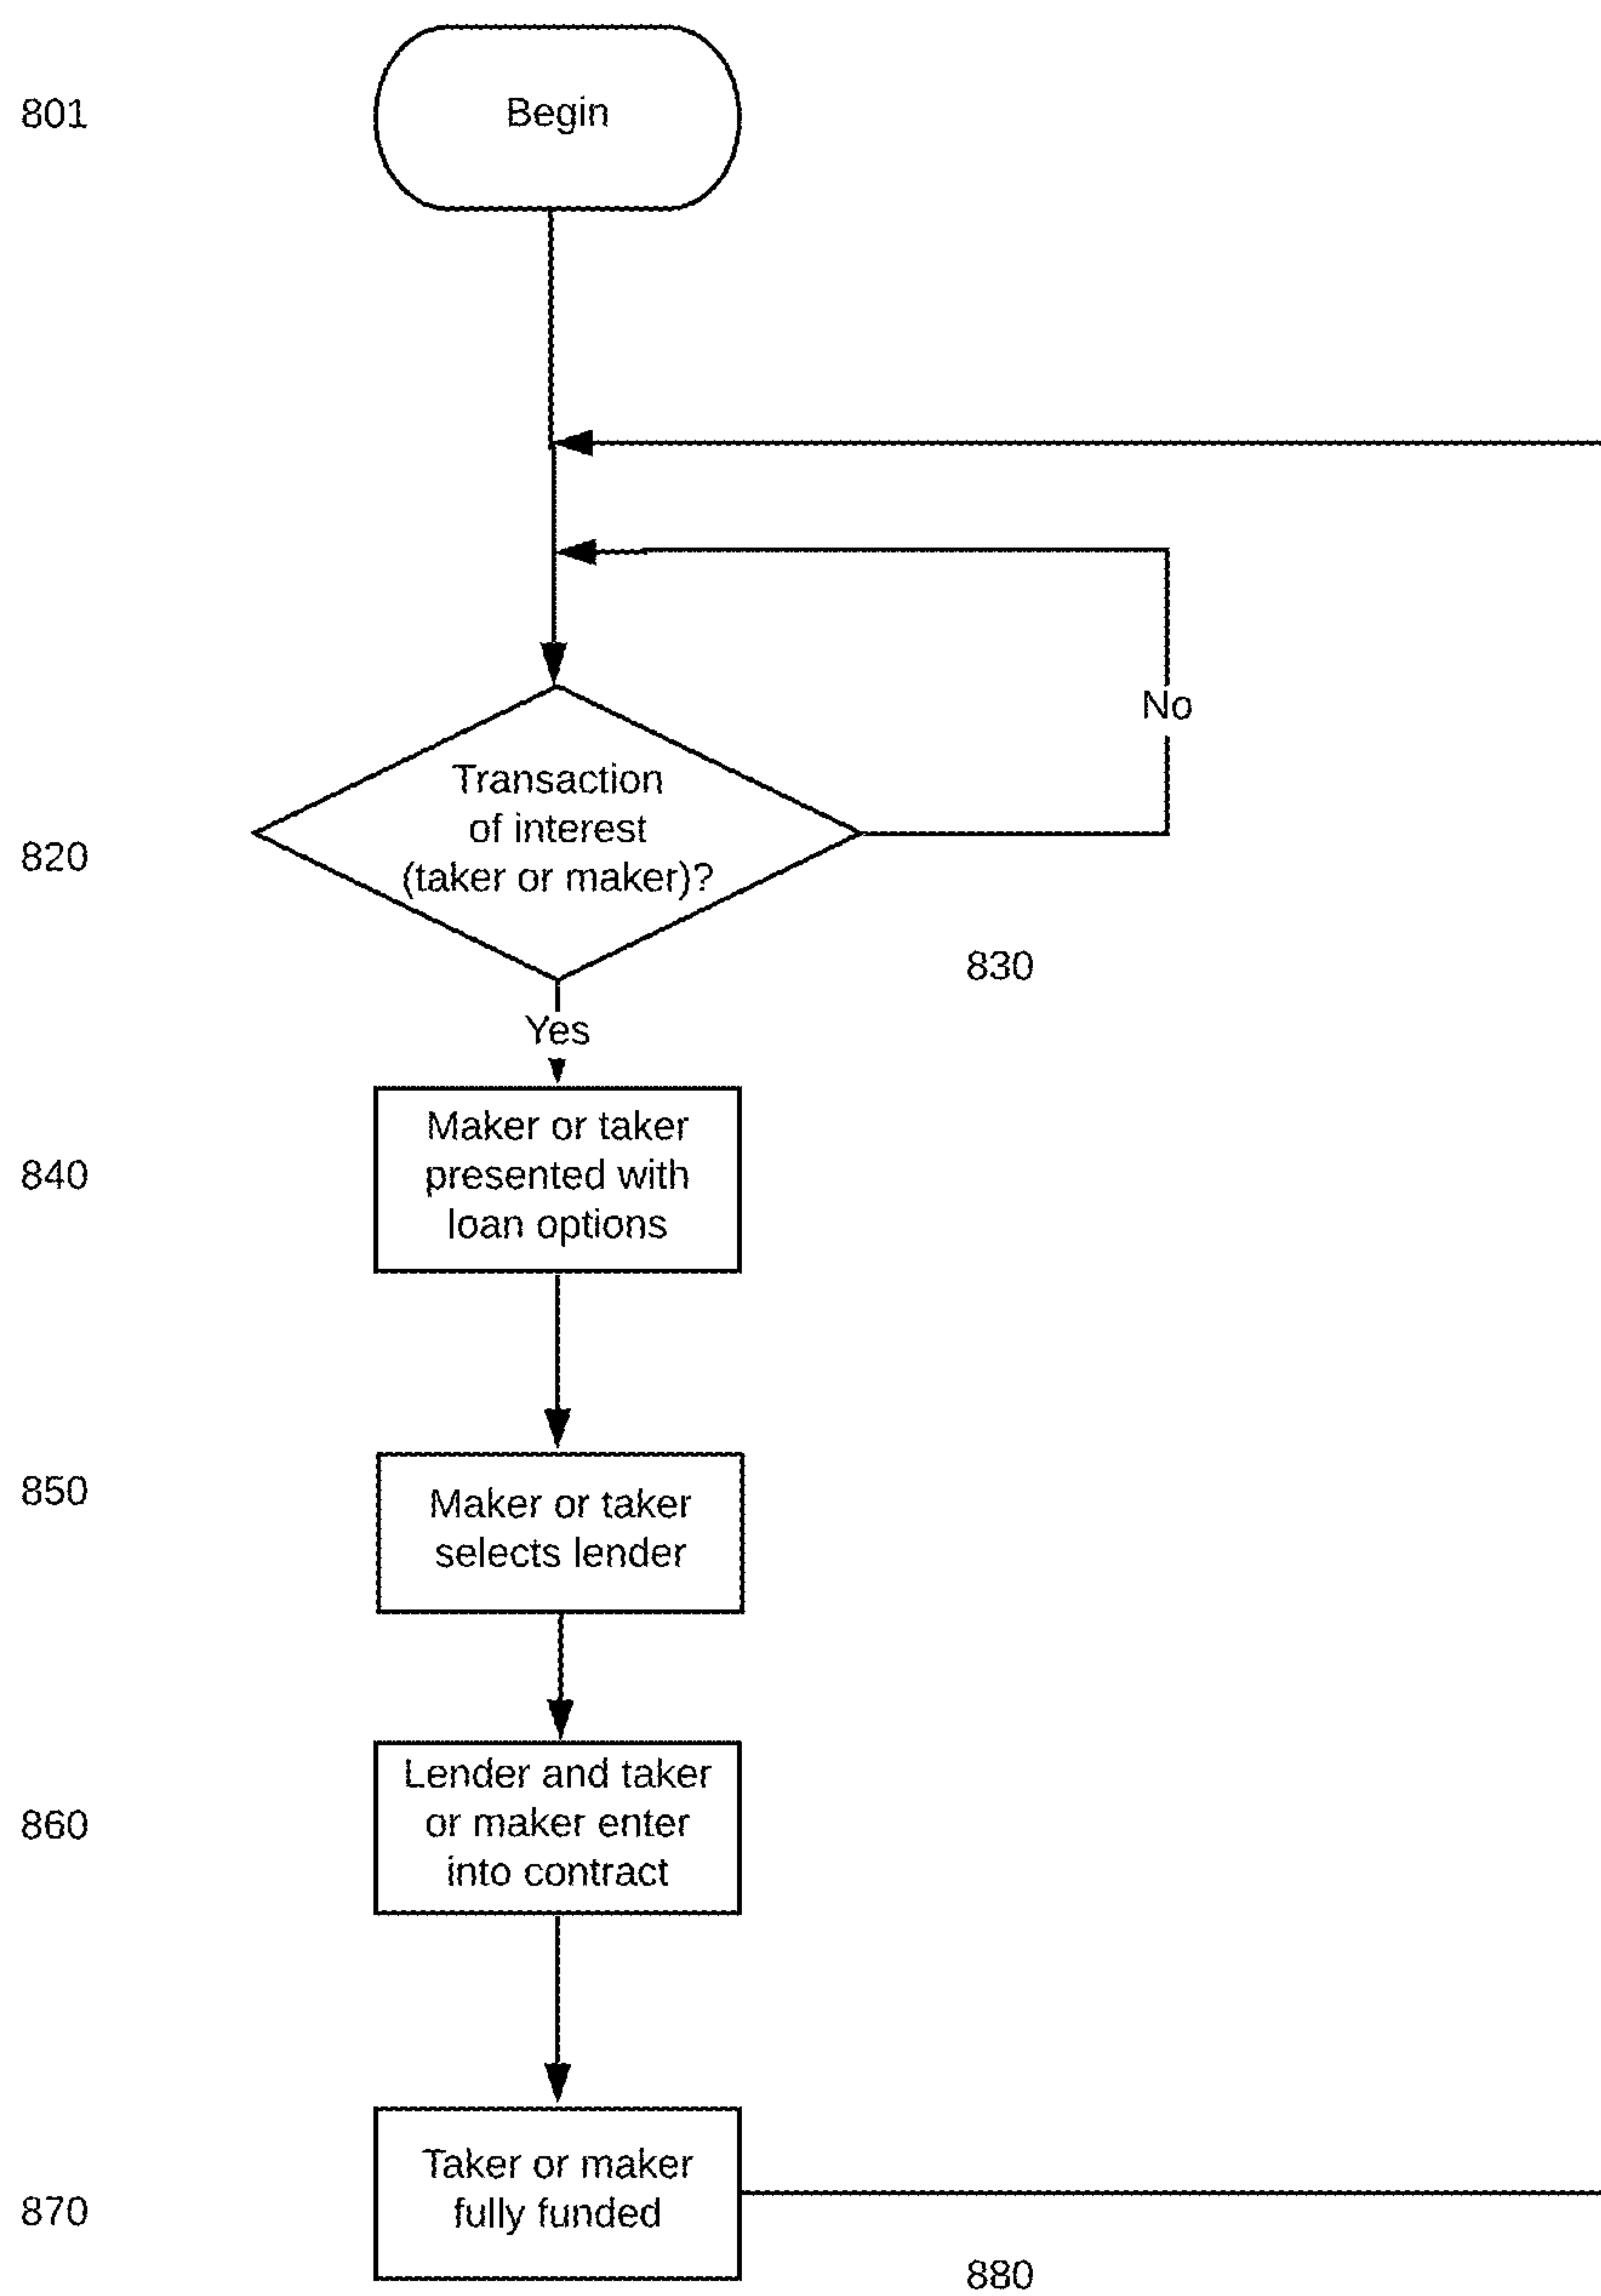 801
Begin
No
820
Transaction
of interest
(taker or maker)?
830
Yes
840
Maker or taker
presented with
loan options
850
Maker or taker
selects lender
860
Lender and taker
or maker enter
into contract
870
Taker or maker
fully funded
880